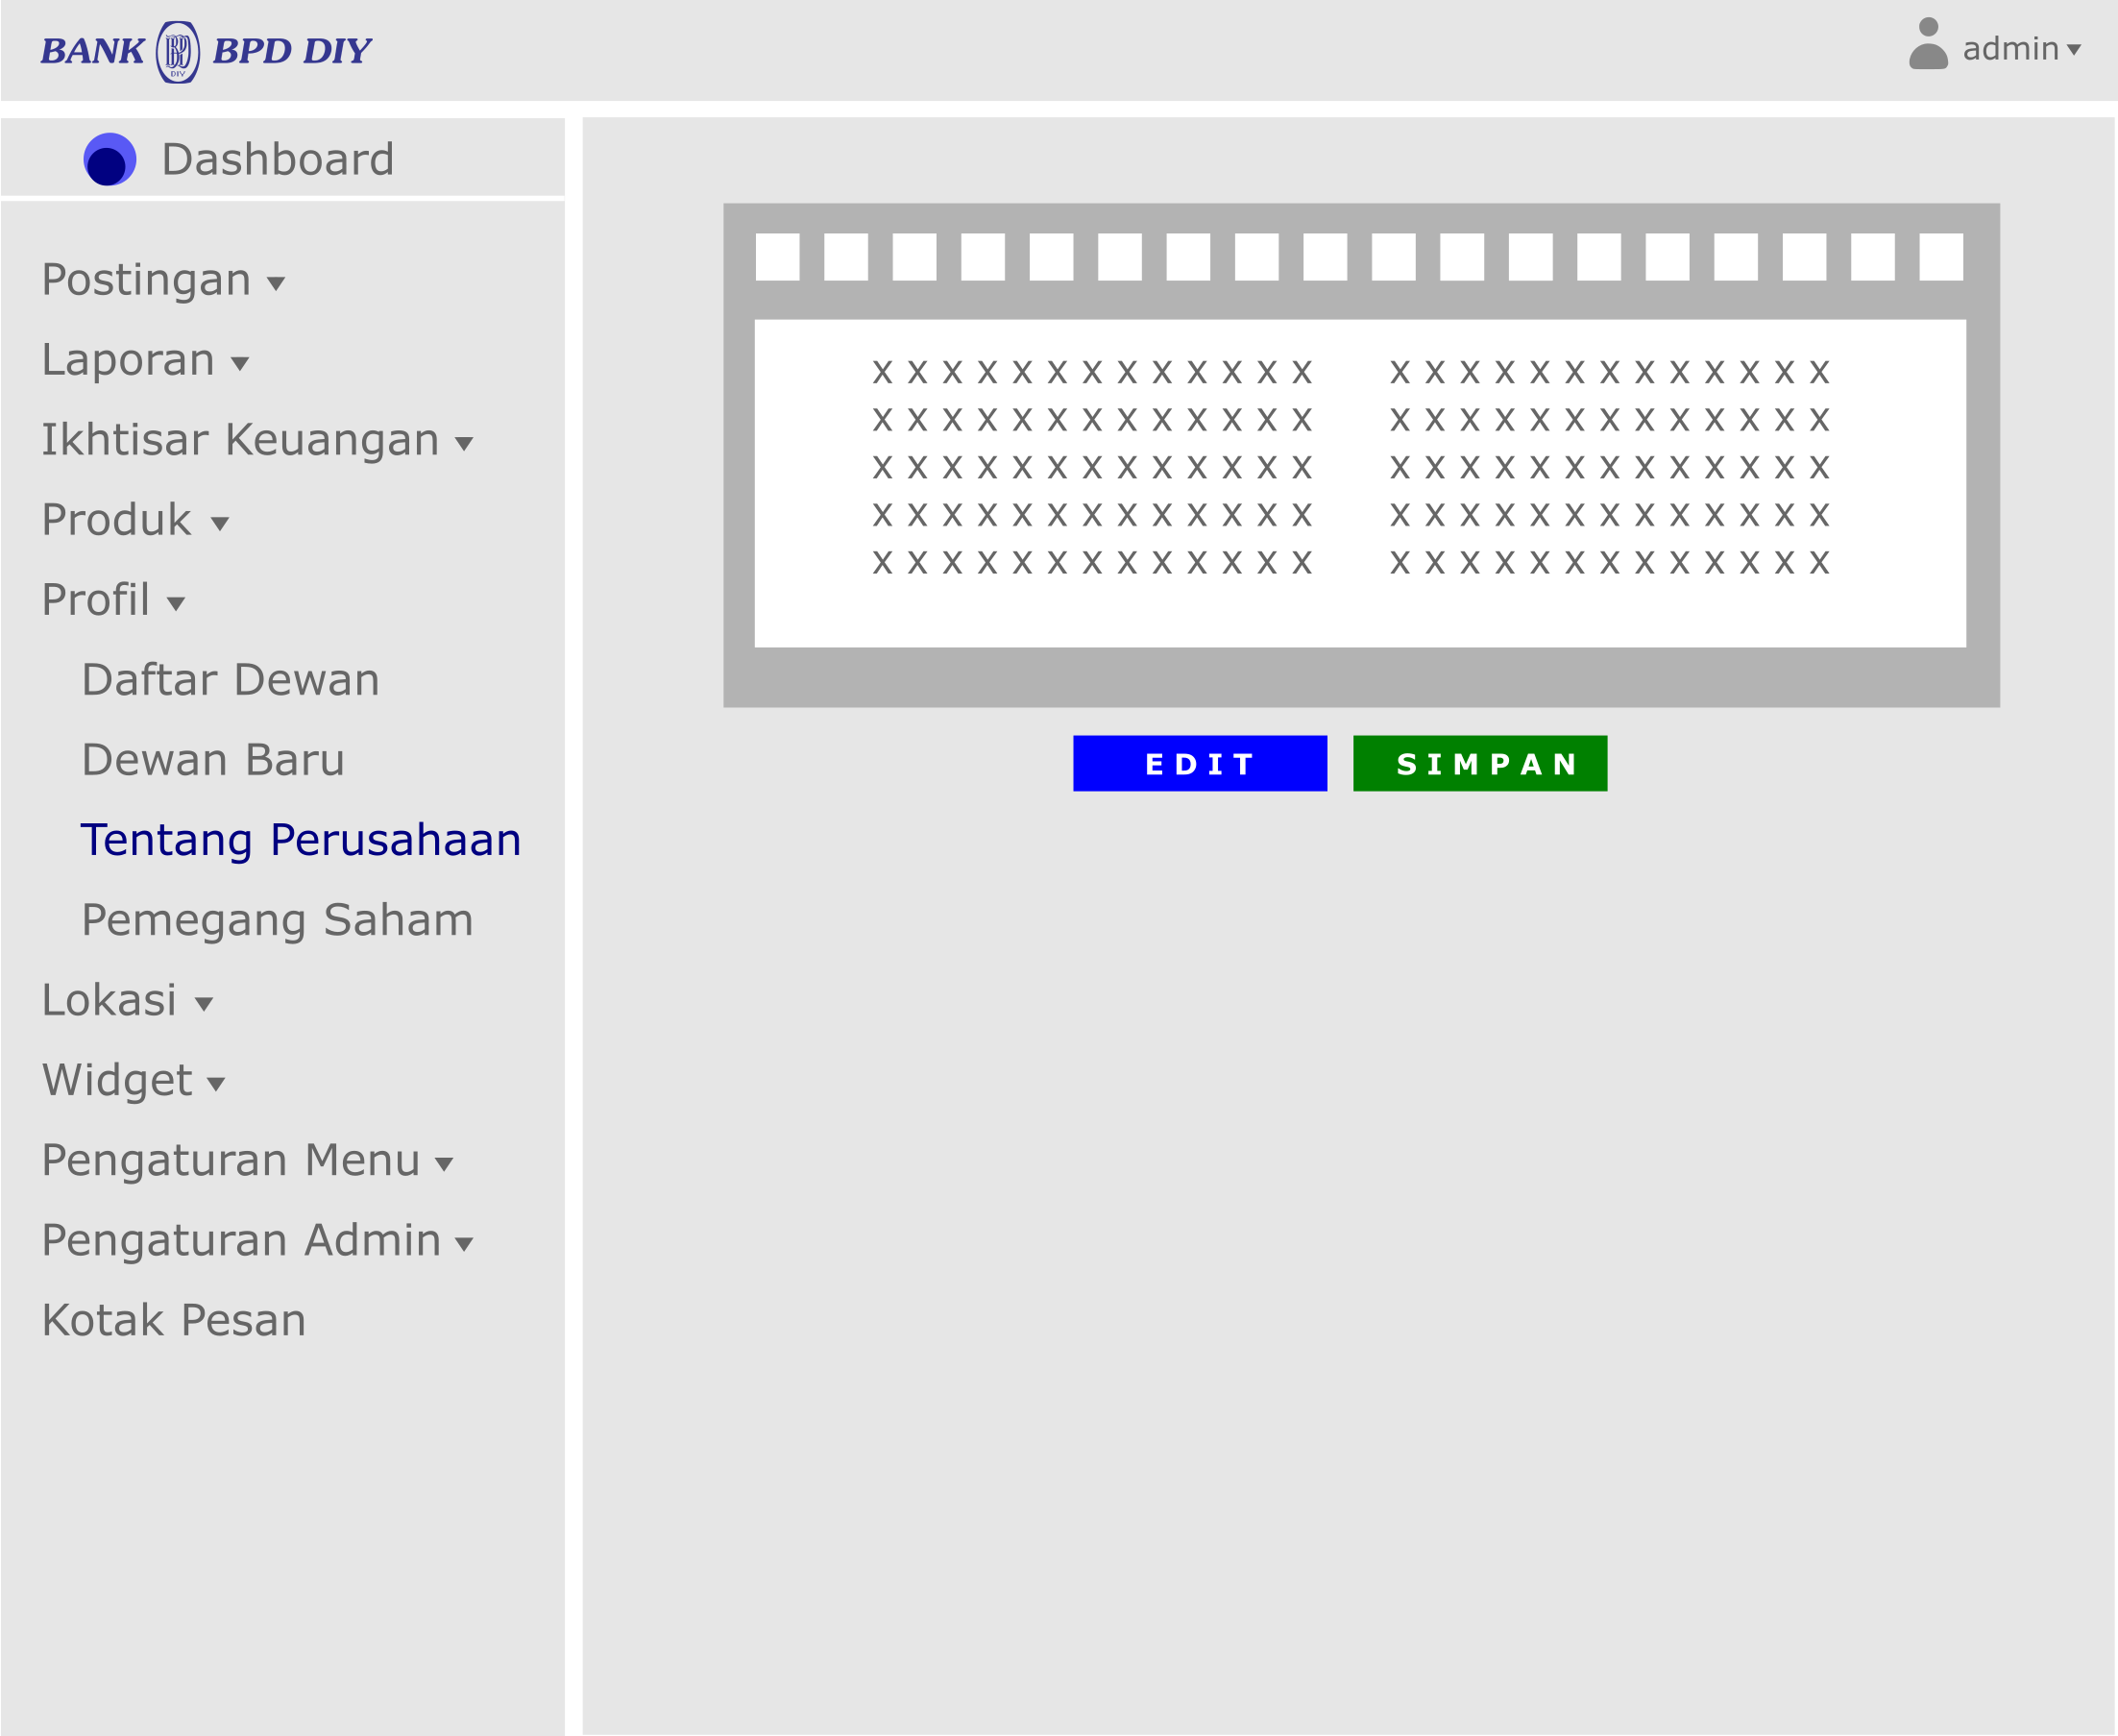 BANK BPD DIY
admin
Dashboard
Postingan
Laporan
Ikhtisar Keuangan
Produk
Profil
Daftar Dewan
Dewan Baru
Tentang Perusahaan
Pemegang Saham
Lokasi
Widget
Pengaturan Menu
Pengaturan Admin
Kotak Pesan
X X X X X X X X X X X X X X X X X X X X X X X X X X
X X X X X X X X X X X X X X X X X X X X X X X X X X
X X X X X X X X X X X X X X X X X X X X X X X X X X
X X X X X X X X X X X X X X X X X X X X X X X X X X
X X X X X X X X X X X X X X X X X X X X X X X X X X
EDIT SIMPAN